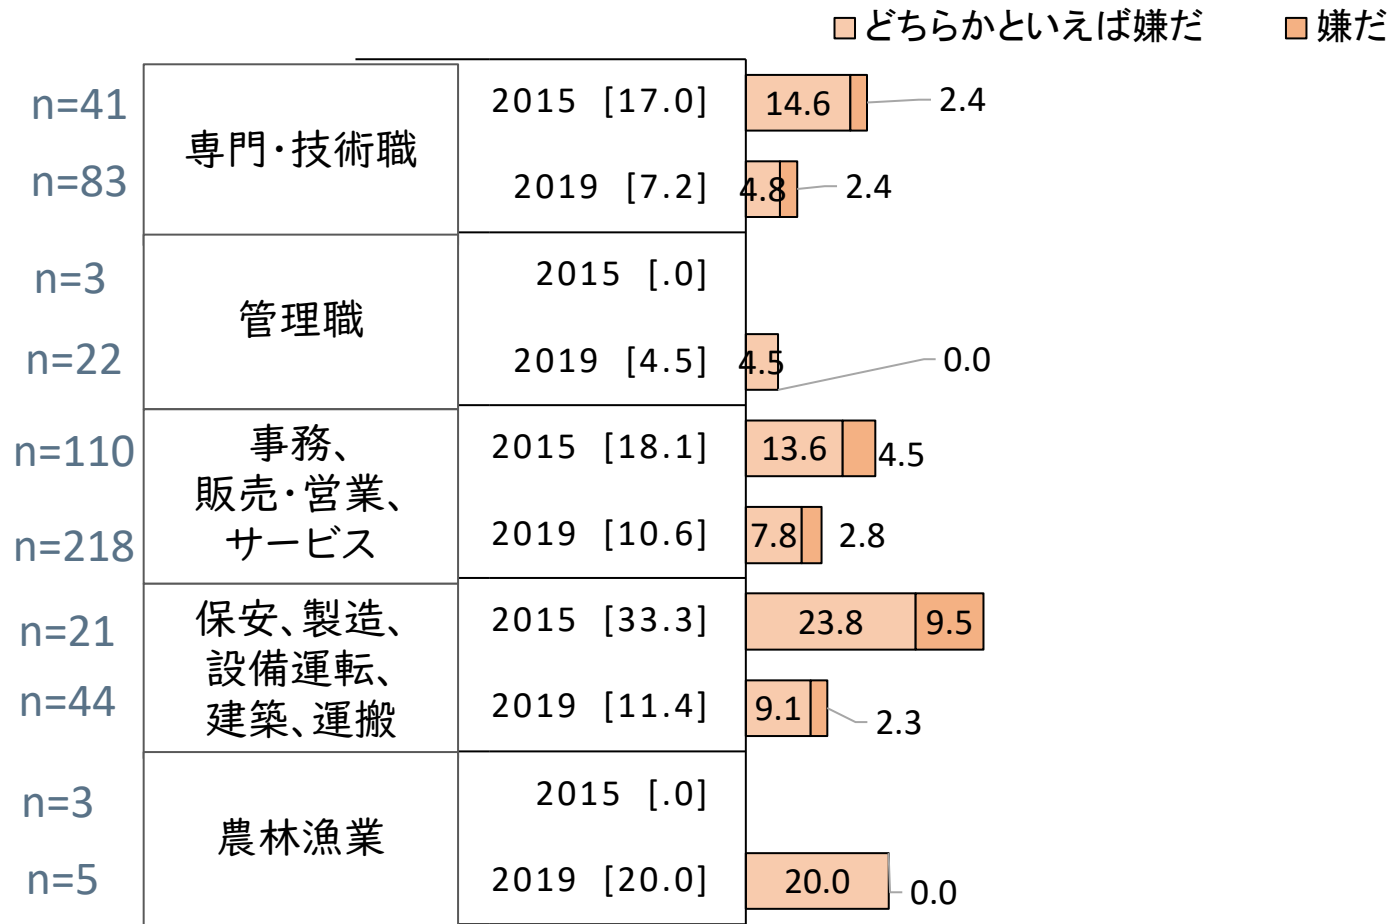 どちらかといえば嫌だ 嫌だ
n=41 専門・技術職 2015 [17.0] 14.6 2.4
n=83 2019 [7.2] 4.8 2.4
n=3 管理職 2015 [.0]
n=22 2019 [4.5] 4.5 0.0
n=110 事務、 2015 [18.1] 13.6 4.5
販売・営業、
n=218 サービス 2019 [10.6] 7.8 2.8
n=21 保安、製造、 2015 [33.3] 23.8 9.5
設備運転、
n=44 建築、運搬 2019 [11.4] 9.1 2.3
n=3 農林漁業 2015 [.0]
n=5 2019 [20.0] 20.0 0.0